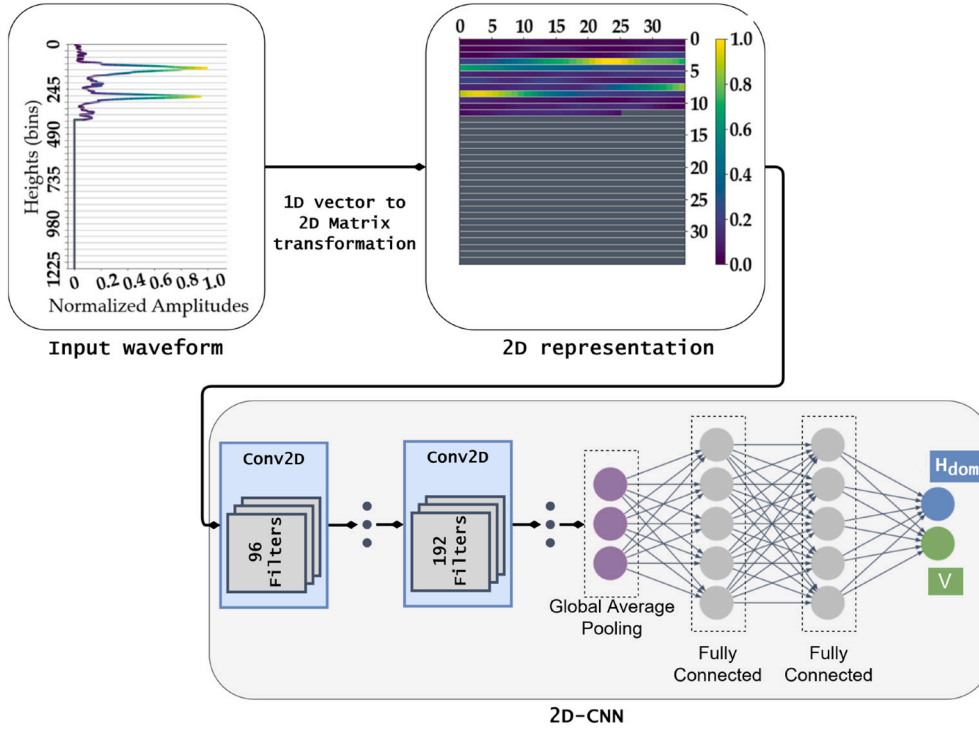 0
245
490
735
980
1225
Heights (bins)
0 0.2 0.4 0.6 0.8 1.0
Normalized Amplitudes
Input waveform
1D vector to
2D Matrix
transformation
0 5 10 15 20 25 30
0
5
10
15
20
25
30
1.0
0.8
0.6
0.4
0.2
0.0
2D representation
Conv2D
96
Filters
Conv2D
192
Filters
Global Average
Pooling
Fully
Connected
Fully
Connected
Hdom
V
2D-CNN